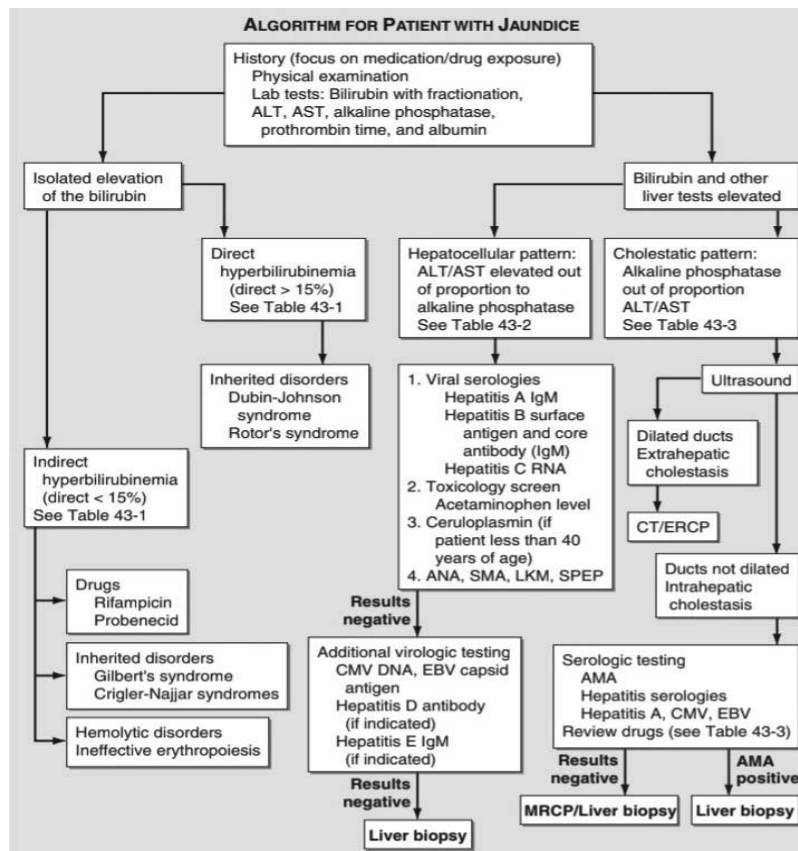 ALGORITHM FOR PATIENT WITH JAUNDICE
History (focus on medication/drug exposure)
Physical examination
Lab tests: Bilirubin with fractionation,
ALT, AST, alkaline phosphatase,
prothrombin time, and albumin
Isolated elevation
of the bilirubin
Bilirubin and other
liver tests elevated
Direct
hyperbilirubinemia
(direct > 15%)
See Table 43-1
Hepatocellular pattern:
ALT/AST elevated out
of proportion to
alkaline phosphatase
See Table 43-2
Cholestatic pattern:
Alkaline phosphatase
out of proportion
ALT/AST
See Table 43-3
Inherited disorders
Dubin-Johnson
syndrome
Rotor's syndrome
1. Viral serologies
Hepatitis A IgM
Hepatitis B surface
antigen and core
antibody (IgM)
Hepatitis C RNA
2. Toxicology screen
Acetaminophen level
3. Ceruloplasmin (if
patient less than 40
years of age)
4. ANA, SMA, LKM, SPEP
Ultrasound
Dilated ducts
Extrahepatic
cholestasis
CT/ERCP
Indirect
hyperbilirubinemia
(direct < 15%)
See Table 43-1
Ducts not dilated
Intrahepatic
cholestasis
Drugs
Rifampicin
Probenecid
Inherited disorders
Gilbert's syndrome
Crigler-Najjar syndromes
Hemolytic disorders
Ineffective erythropoiesis
Results
negative
Additional virologic testing
CMV DNA, EBV capsid
antigen
Hepatitis D antibody
(if indicated)
Hepatitis E IgM
(if indicated)
Results
negative
Liver biopsy
Serologic testing
AMA
Hepatitis serologies
Hepatitis A, CMV, EBV
Review drugs (see Table 43-3)
Results
negative
AMA
positive
MRCP/Liver biopsy
Liver biopsy